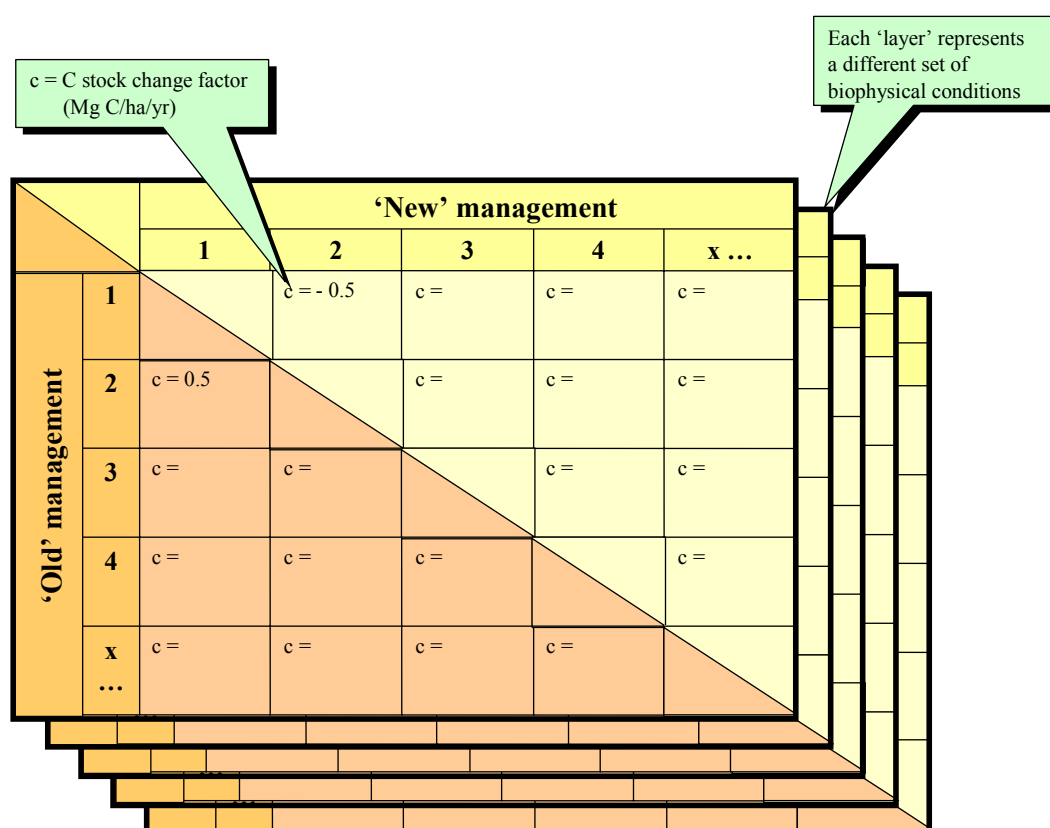 Each ‘layer’ represents
a different set of
biophysical conditions
c = C stock change factor
(Mg C/ha/yr)
‘New’ management
1 2 3 4 x …
‘Old’ management
1 c = - 0.5 c = c = c =
2 c = 0.5 c = c = c =
3 c = c = c = c =
4 c = c = c = c =
x c = c = c = c =
…
…
…
…